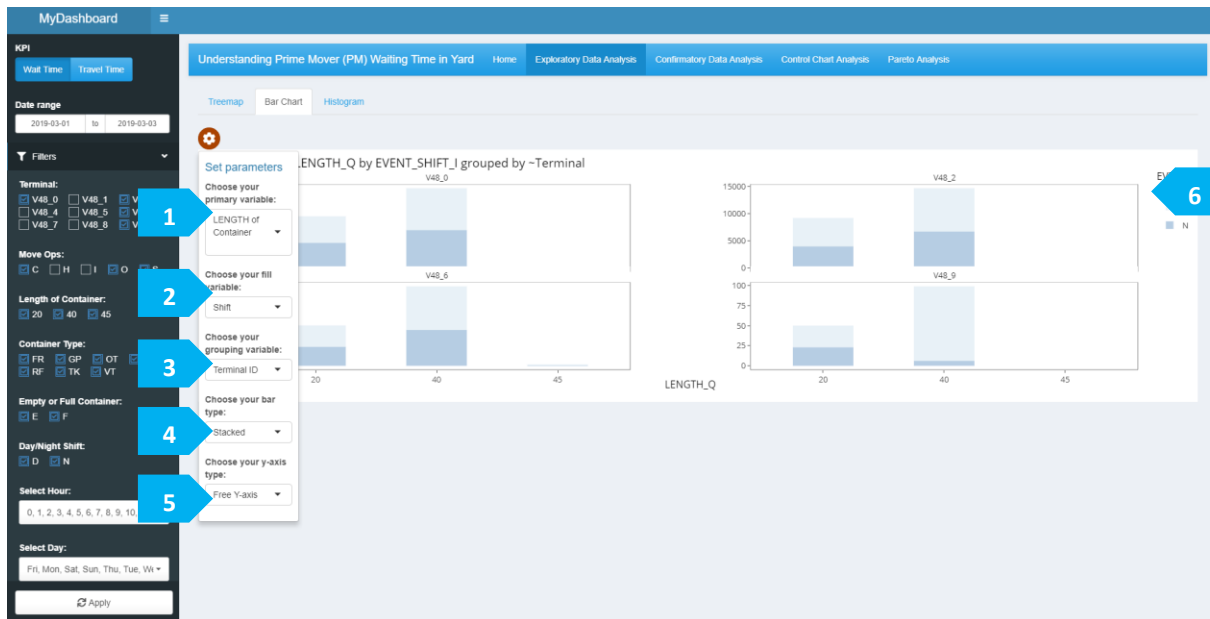 MyDashboard
KPI
Wait Time Travel Time
Date range
2019-03-01 to 2019-03-03
Filters
Terminal:
V48_0 V48_1 V
V48_4 V48_5 V
V48_7 V48_8 V
Move Ops:
C H I O S
Length of Container:
20 40 45
Container Type:
FR GP OT
RF TK VT
Empty or Full Container:
E F
Day/Night Shift:
D N
Select Hour:
0, 1, 2, 3, 4, 5, 6, 7, 8, 9, 10,
Select Day:
Fri, Mon, Sat, Sun, Thu, Tue, We
Apply
Understanding Prime Mover (PM) Waiting Time in Yard Home Exploratory Data Analysis Confirmatory Data Analysis Control Chart Analysis Pareto Analysis
Treemap Bar Chart Histogram
Set parameters
Choose your
primary variable:
LENGTH of
Container
Choose your fill
variable:
Shift
Choose your
grouping variable:
Terminal ID
Choose your bar
type:
Stacked
Choose your y-axis
type:
Free Y-axis
1
2
3
4
5
6
LENGTH_Q by EVENT_SHIFT_I grouped by ~Terminal
V48_0
V48_2
15000
10000
5000
0
V48_6
V48_9
100
75
50
25
0
20 40 45
20 40 45
LENGTH_Q
EV
N